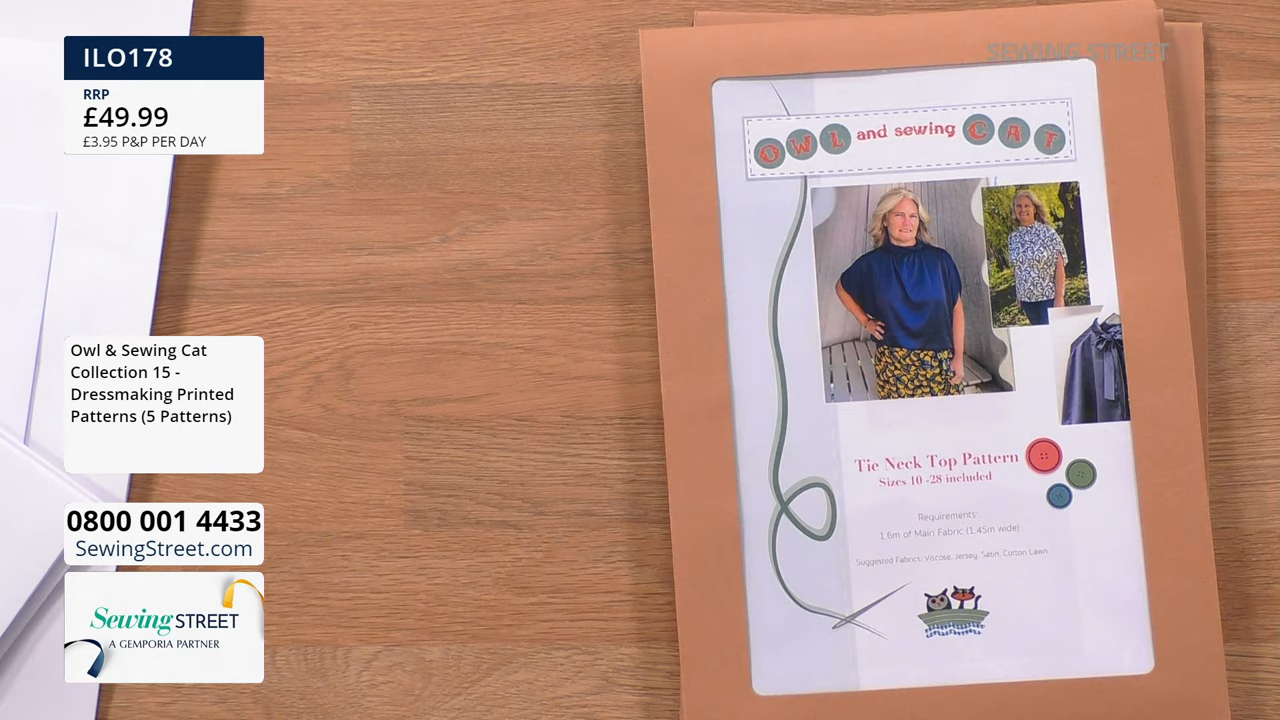 ILO178
RRP
£49.99
£3.95 P&P PER DAY
Owl & Sewing Cat
Collection 15 -
Dressmaking Printed
Patterns (5 Patterns)
0800 001 4433
SewingStreet.com
Sewing STREET
A GEMPORIA PARTNER
SEWING STREET
OWL and sewing CAT
Tie Neck Top Pattern
Sizes 10 -28 included
Requirements:
1.6m of Main Fabric (1.45m wide)
Suggested Fabrics: Viscose, Jersey, Satin, Cotton Lawn